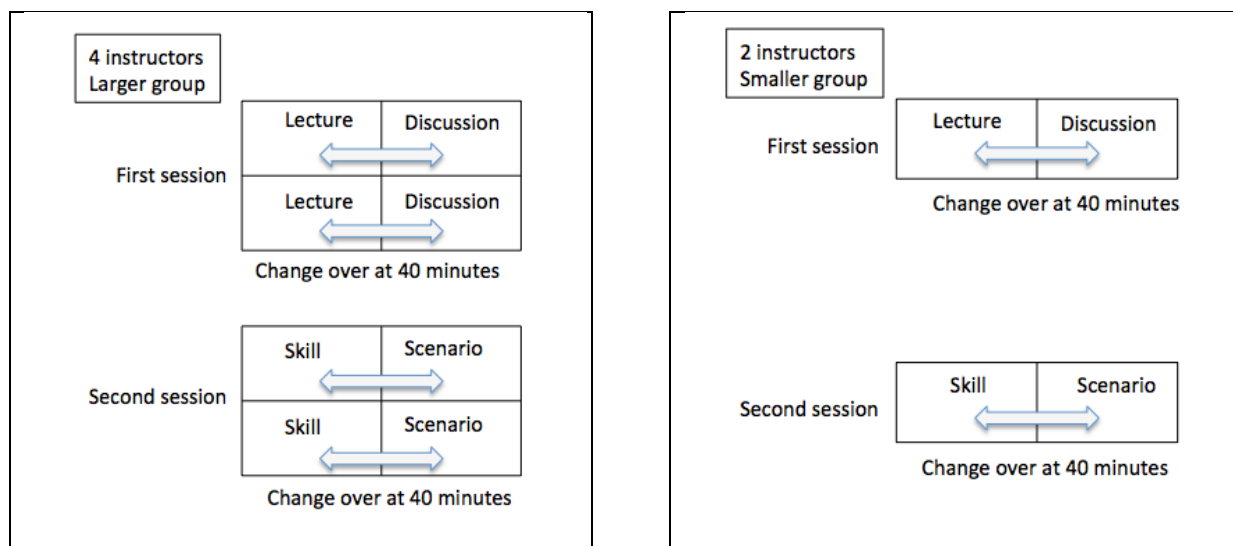 4 instructors
Larger group
Lecture Discussion
First session
Lecture Discussion
Change over at 40 minutes
Skill Scenario
Second session
Skill Scenario
Change over at 40 minutes
2 instructors
Smaller group
Lecture Discussion
First session
Change over at 40 minutes
Skill Scenario
Second session
Change over at 40 minutes